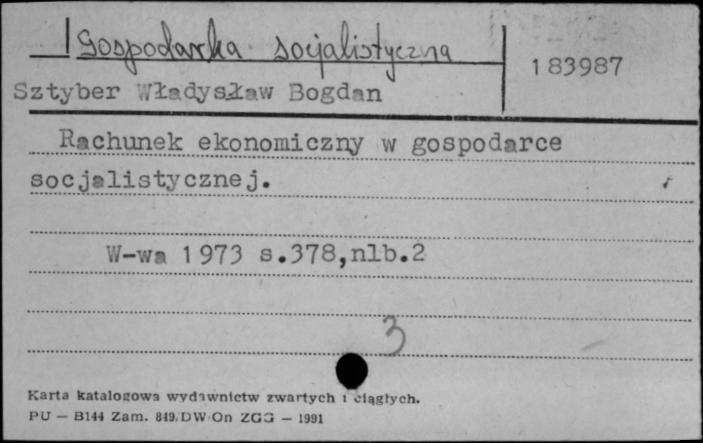 I Gospodarka socjalistyczna
183987
Sztyber Władysław Bogdan
Rachunek ekonomiczny w gospodarce
socjalistycznej.
W-wa 1973 s.378,nlb.2
3
Karta katalogowa wydawnictw zwartych i ciągłych.
PU — B144 Zam. 849/DW/On ZGG — 1991